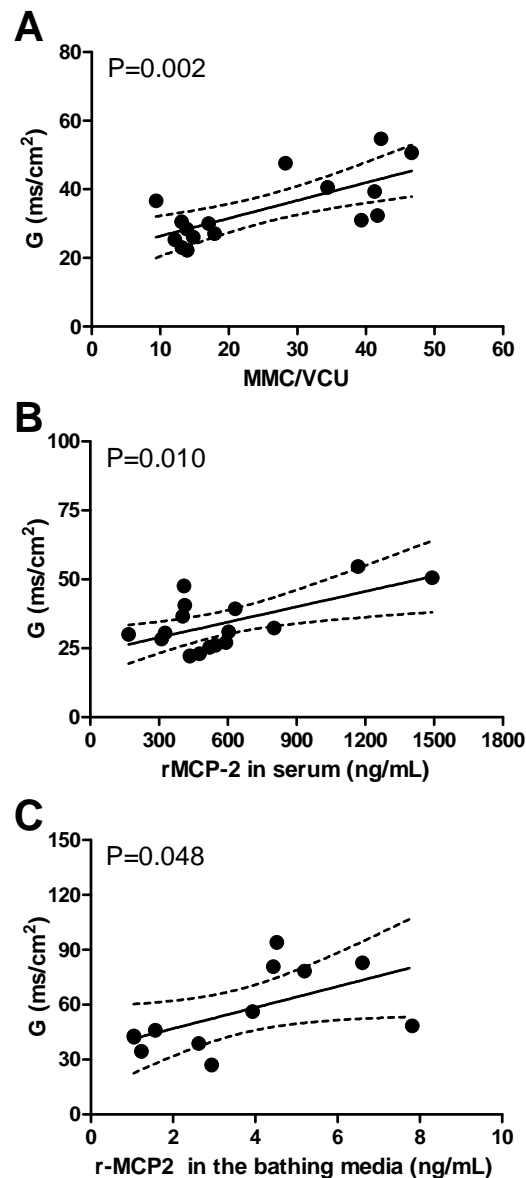 A
P=0.002
G (ms/cm²)
80
60
40
20
0
0 10 20 30 40 50 60
MMC/VCU
B
P=0.010
G (ms/cm²)
100
75
50
25
0
0 300 600 900 1200 1500 1800
rMCP-2 in serum (ng/mL)
C
P=0.048
G (ms/cm²)
150
120
90
60
30
0
0 2 4 6 8 10
r-MCP2 in the bathing media (ng/mL)